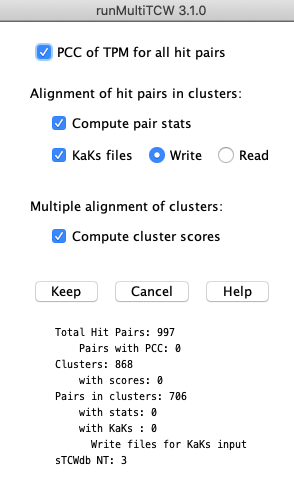 runMultiTCW 3.1.0
PCC of TPM for all hit pairs
Alignment of hit pairs in clusters:
Compute pair stats
KaKs files Write Read
Multiple alignment of clusters:
Compute cluster scores
Keep Cancel Help
Total Hit Pairs: 997
Pairs with PCC: 0
Clusters: 868
with scores: 0
Pairs in clusters: 706
with stats: 0
with KaKs : 0
Write files for KaKs input
sTCWdb NT: 3